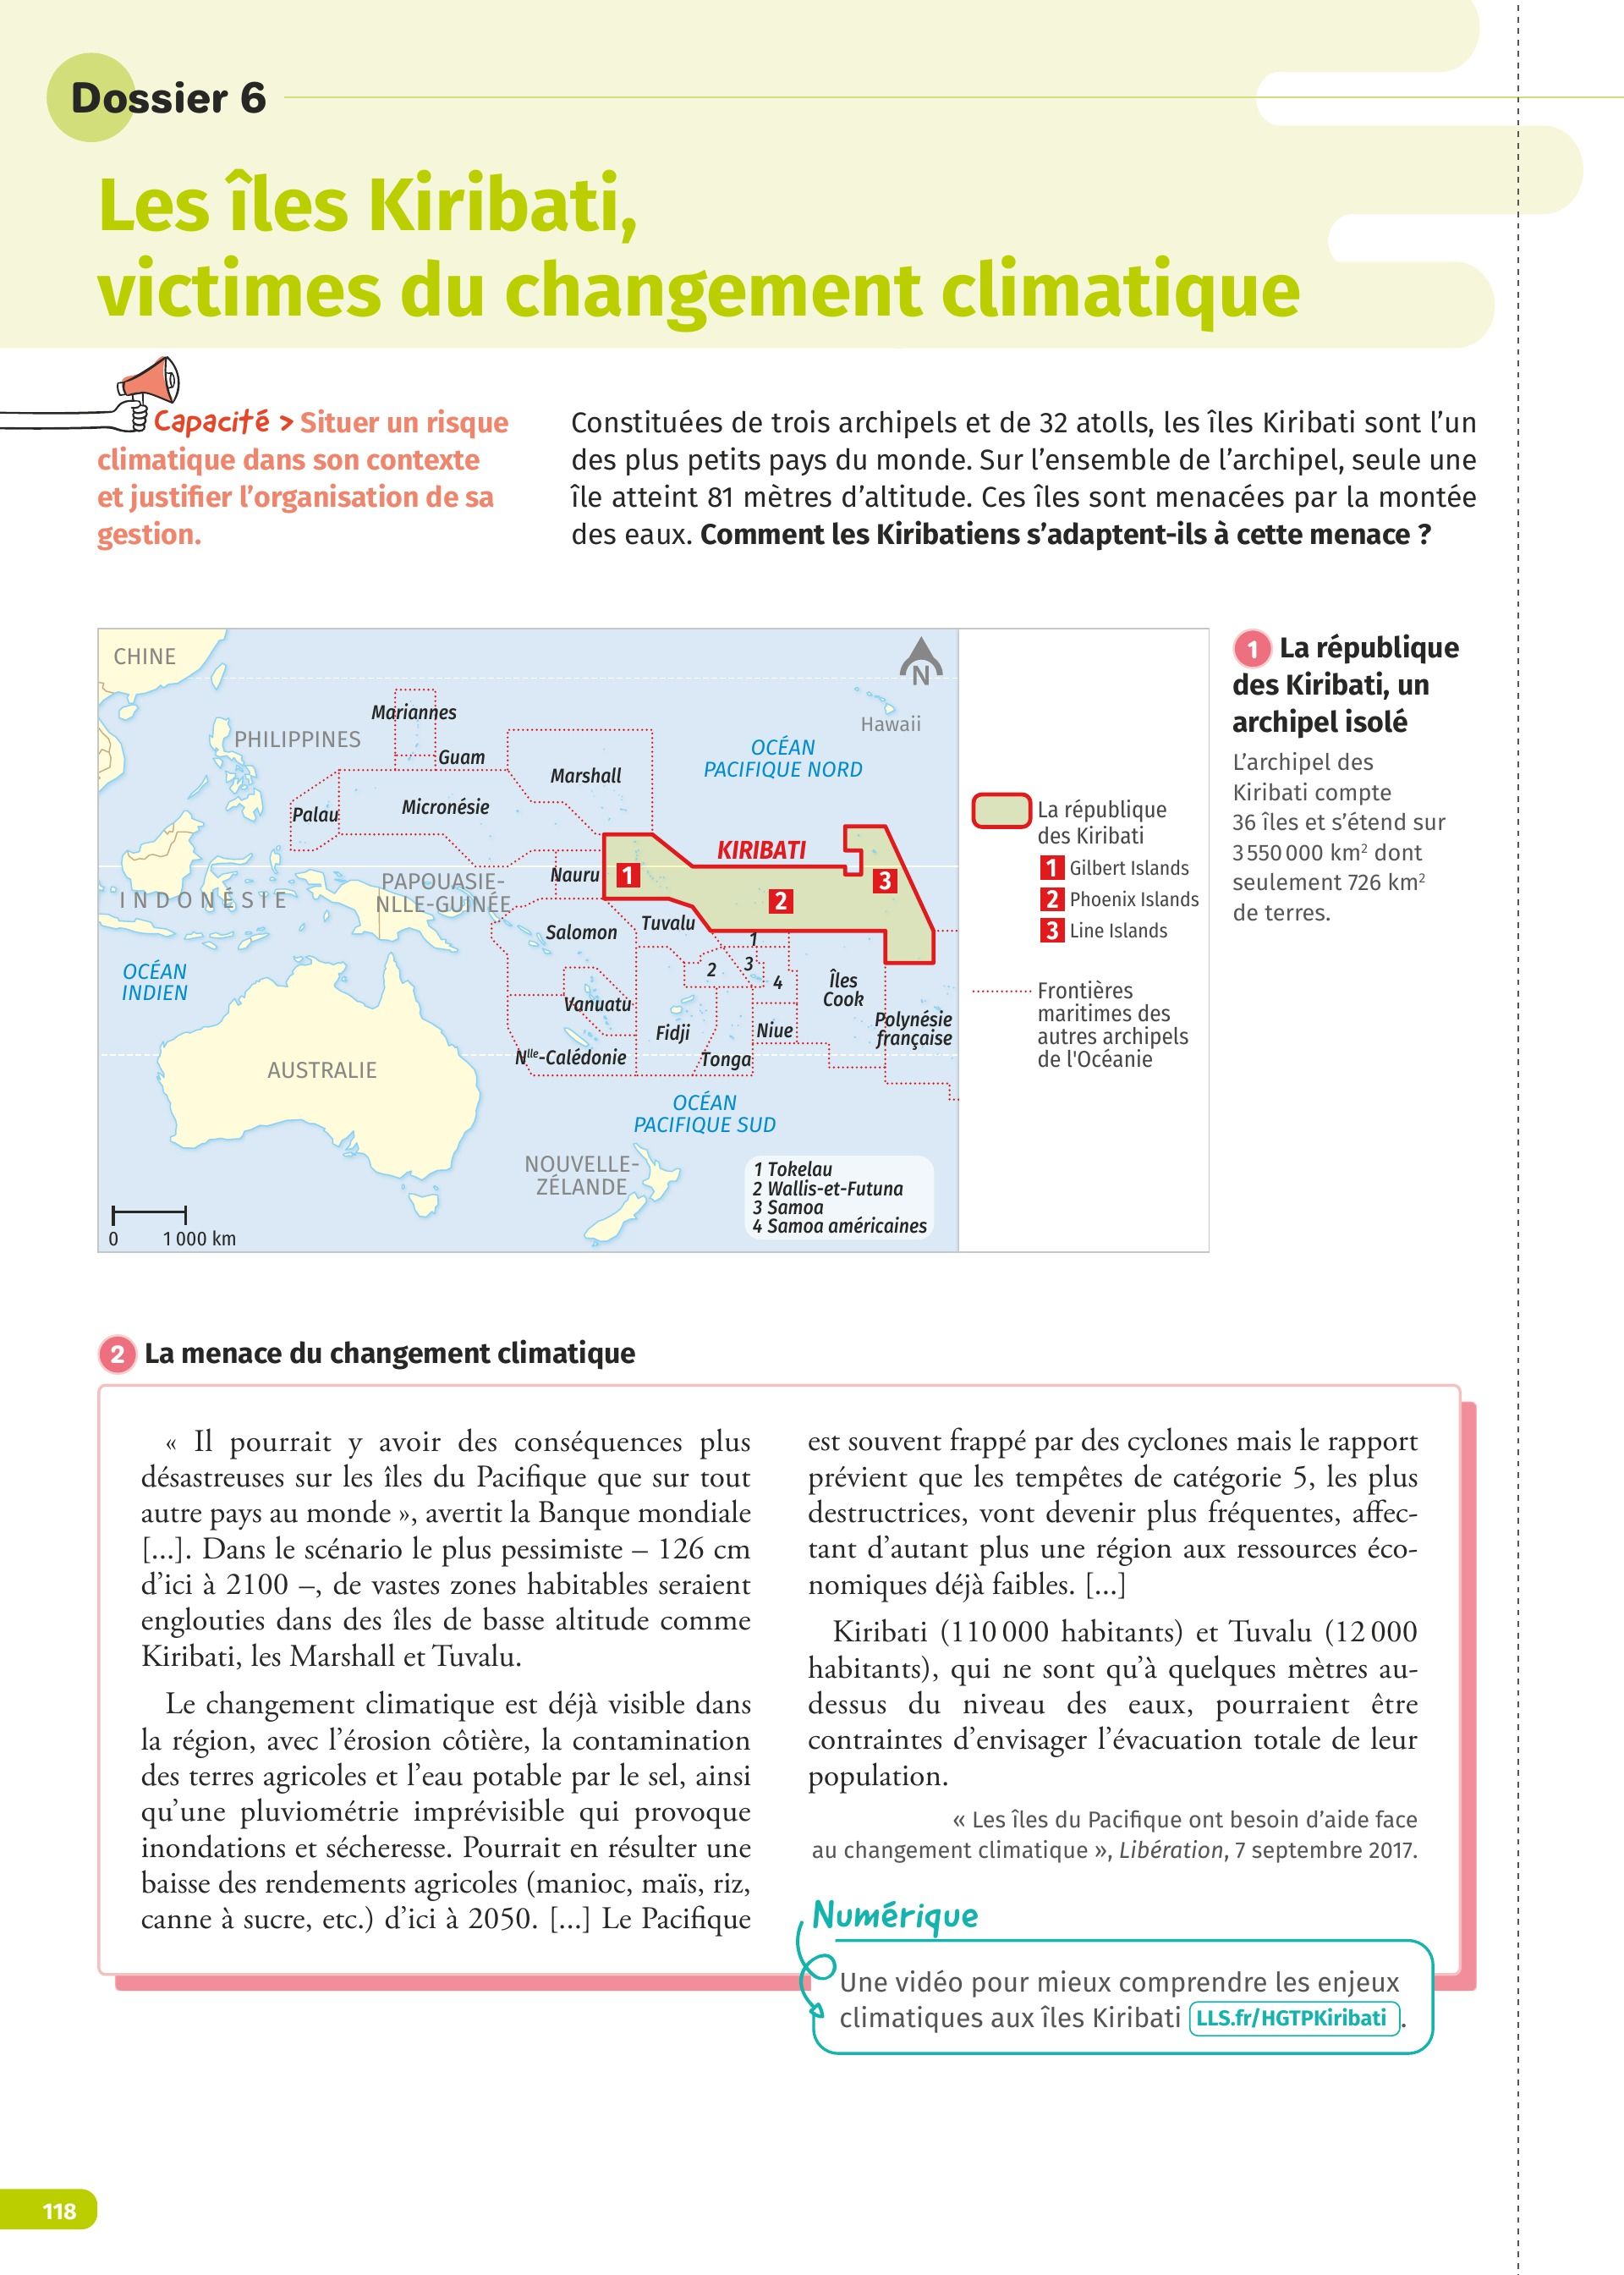 Dossier 6
Les îles Kiribati,
victimes du changement climatique
Capacité > Situer un risque
climatique dans son contexte
et justifier l'organisation de sa
gestion.
Constituées de trois archipels et de 32 atolls, les îles Kiribati sont l'un
des plus petits pays du monde. Sur l'ensemble de l'archipel, seule une
île atteint 81 mètres d'altitude. Ces îles sont menacées par la montée
des eaux. Comment les Kiribatiens s'adaptent-ils à cette menace ?
CHINE
N
Hawaii
Mariannes
PHILIPPINES
Guam
OCÉAN
PACIFIQUE NORD
Marshall
Palau
Micronésie
KIRIBATI
Nauru
1
2
3
PAPOUASIE-
NLLE-GUINÉE
INDONÉSIE
Tuvalu
Salomon
1
2
3
4
OCÉAN
INDIEN
Îles
Cook
Vanuatu
Fidji
Niue
Polynésie
française
Nlle-Calédonie
Tonga
AUSTRALIE
OCÉAN
PACIFIQUE SUD
NOUVELLE-
ZÉLANDE
1 Tokelau
2 Wallis-et-Futuna
3 Samoa
4 Samoa américaines
0 1 000 km
La république
des Kiribati
1 Gilbert Islands
2 Phoenix Islands
3 Line Islands
Frontières
maritimes des
autres archipels
de l'Océanie
1 La république
des Kiribati, un
archipel isolé
L'archipel des
Kiribati compte
36 îles et s'étend sur
3 550 000 km² dont
seulement 726 km²
de terres.
2 La menace du changement climatique
« Il pourrait y avoir des conséquences plus
désastreuses sur les îles du Pacifique que sur tout
autre pays au monde », avertit la Banque mondiale
[...]. Dans le scénario le plus pessimiste – 126 cm
d'ici à 2100 –, de vastes zones habitables seraient
englouties dans des îles de basse altitude comme
Kiribati, les Marshall et Tuvalu.
Le changement climatique est déjà visible dans
la région, avec l'érosion côtière, la contamination
des terres agricoles et l'eau potable par le sel, ainsi
qu'une pluviométrie imprévisible qui provoque
inondations et sécheresse. Pourrait en résulter une
baisse des rendements agricoles (manioc, maïs, riz,
canne à sucre, etc.) d'ici à 2050. [...] Le Pacifique
est souvent frappé par des cyclones mais le rapport
prévient que les tempêtes de catégorie 5, les plus
destructrices, vont devenir plus fréquentes, affec-
tant d'autant plus une région aux ressources éco-
nomiques déjà faibles. [...]
Kiribati (110 000 habitants) et Tuvalu (12 000
habitants), qui ne sont qu'à quelques mètres au-
dessus du niveau des eaux, pourraient être
contraintes d'envisager l'évacuation totale de leur
population.
« Les îles du Pacifique ont besoin d'aide face
au changement climatique », Libération, 7 septembre 2017.
Numérique
Une vidéo pour mieux comprendre les enjeux
climatiques aux îles Kiribati LLS.fr/HGTPKiribati .
118